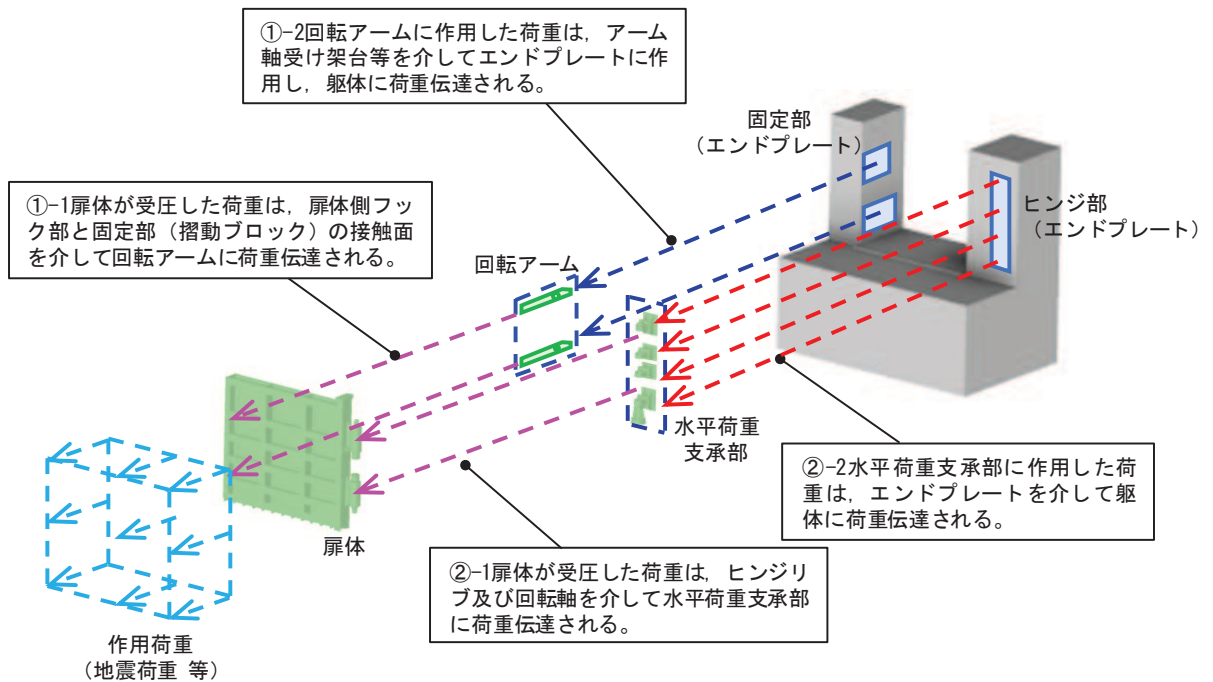 ①-2回転アームに作用した荷重は，アーム
軸受け架台等を介してエンドプレートに作
用し，躯体に荷重伝達される。
固定部
（エンドプレート）
①-1扉体が受圧した荷重は，扉体側フッ
ク部と固定部（摺動ブロック）の接触面
を介して回転アームに荷重伝達される。
ヒンジ部
（エンドプレート）
回転アーム
水平荷重
支承部
②-2水平荷重支承部に作用した荷
重は，エンドプレートを介して躯
体に荷重伝達される。
扉体
②-1扉体が受圧した荷重は，ヒンジリ
ブ及び回転軸を介して水平荷重支承部
に荷重伝達される。
作用荷重
（地震荷重 等）